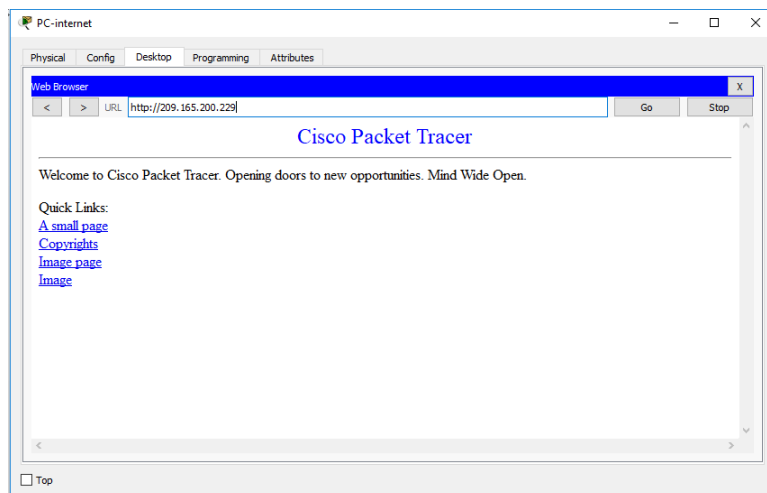 PC-internet
Physical Config Desktop Programming Attributes
Web Browser X
< > URL http://209.165.200.229 Go Stop
Cisco Packet Tracer
Welcome to Cisco Packet Tracer. Opening doors to new opportunities. Mind Wide Open.
Quick Links:
A small page
Copyrights
Image page
Image
Top